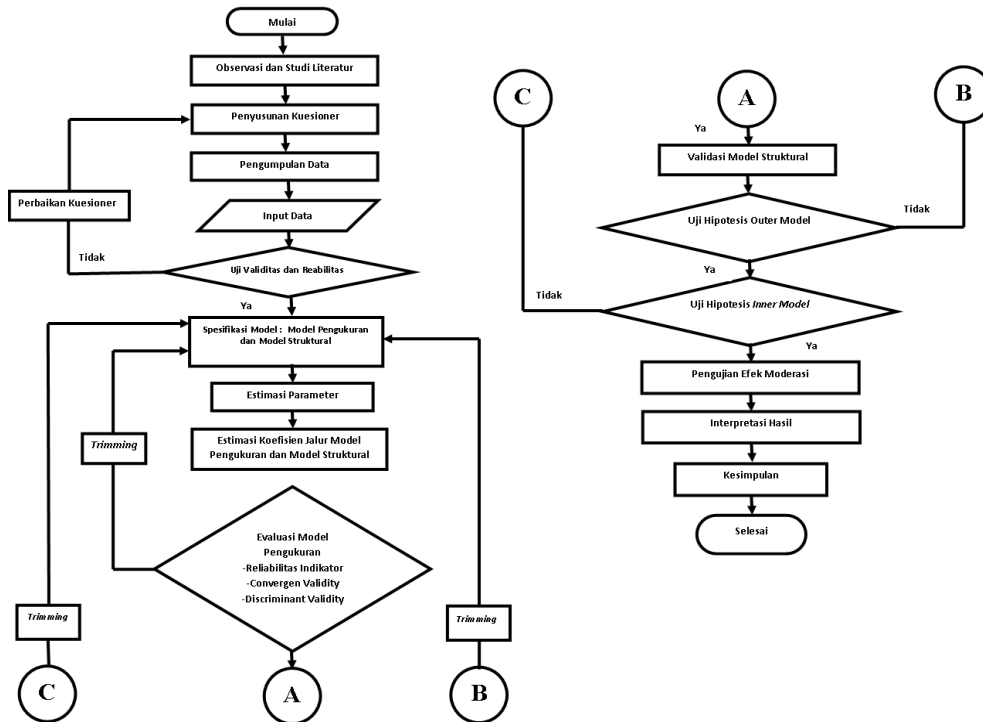 Mulai
Observasi dan Studi Literatur
Penyusunan Kuesioner
Pengumpulan Data
Perbaikan Kuesioner
Input Data
Tidak
Uji Validitas dan Reabilitas
Ya
Spesifikasi Model : Model Pengukuran
dan Model Struktural
Estimasi Parameter
Trimming
Estimasi Koefisien Jalur Model
Pengukuran dan Model Struktural
Evaluasi Model
Pengukuran
-Reliabilitas Indikator
-Convergen Validity
-Discriminant Validity
Trimming
Trimming
C
A
B
C
A
B
Ya
Validasi Model Struktural
Uji Hipotesis Outer Model
Tidak
Ya
Tidak
Uji Hipotesis Inner Model
Ya
Pengujian Efek Moderasi
Interpretasi Hasil
Kesimpulan
Selesai